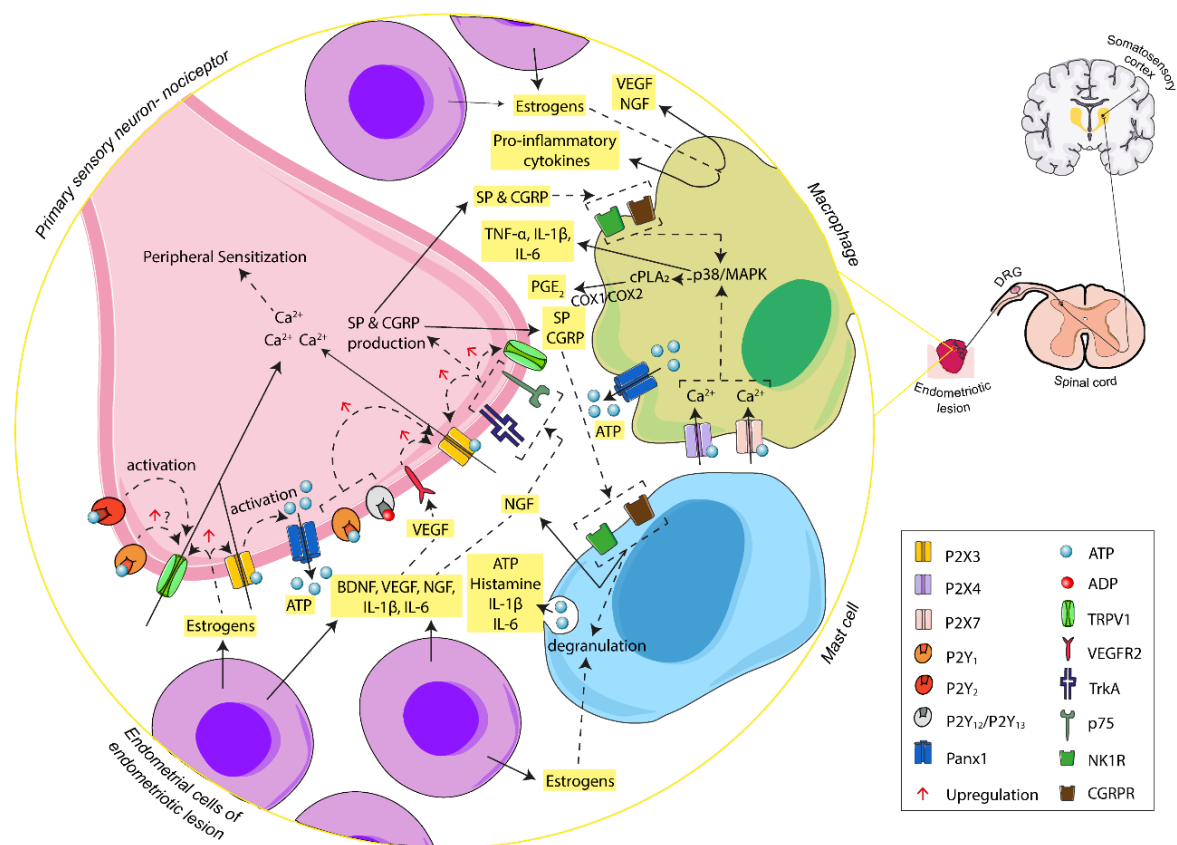 Primary sensory neuron- nociceptor
Estrogens
VEGF
NGF
Pro-inflammatory
cytokines
SP & CGRP
TNF-α, IL-1β,
IL-6
PGE₂
COX1/COX2
cPLA₂
p38/MAPK
Macrophage
Peripheral Sensitization
Ca²⁺
Ca²⁺ Ca²⁺
SP & CGRP
production
SP
CGRP
ATP
Ca²⁺
Ca²⁺
activation
?
activation
ATP
VEGF
NGF
BDNF, VEGF, NGF,
IL-1β, IL-6
ATP
Histamine
IL-1β
IL-6
degranulation
Mast cell
Estrogens
Estrogens
Endometrial cells of
endometriotic lesion
Somatosensory
cortex
DRG
Spinal cord
Endometriotic
lesion
P2X3
P2X4
P2X7
P2Y₁
P2Y₂
P2Y₁₂/P2Y₁₃
Panx1
Upregulation
ATP
ADP
TRPV1
VEGFR2
TrkA
p75
NK1R
CGRPR